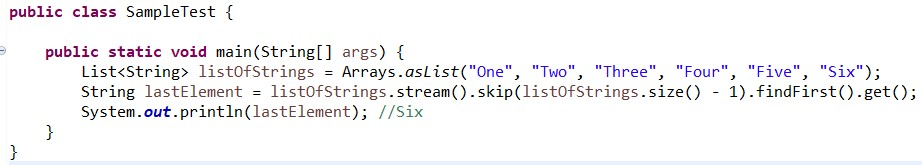 public class SampleTest {
public static void main(String[] args) {
List<String> listOfStrings = Arrays.asList("One", "Two", "Three", "Four", "Five", "Six");
String lastElement = listOfStrings.stream().skip(listOfStrings.size() - 1).findFirst().get();
System.out.println(lastElement); //Six
}
}